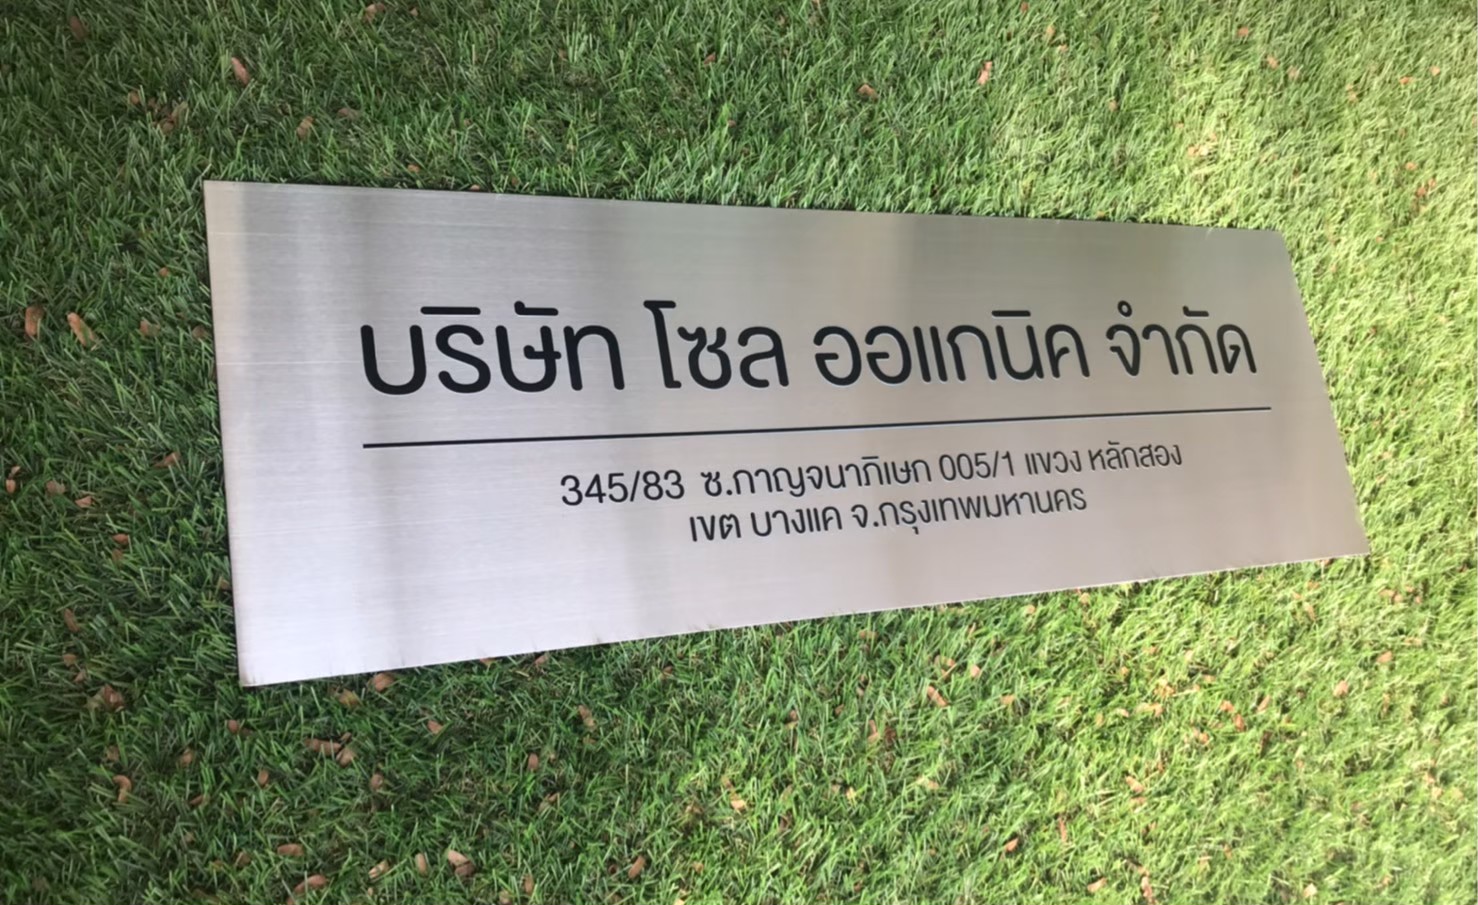 บริษัท โซล ออแกนิค จำกัด
345/83 ซ.กาญจนาภิเษก 005/1 แขวง หลักสอง
เขต บางแค จ.กรุงเทพมหานคร